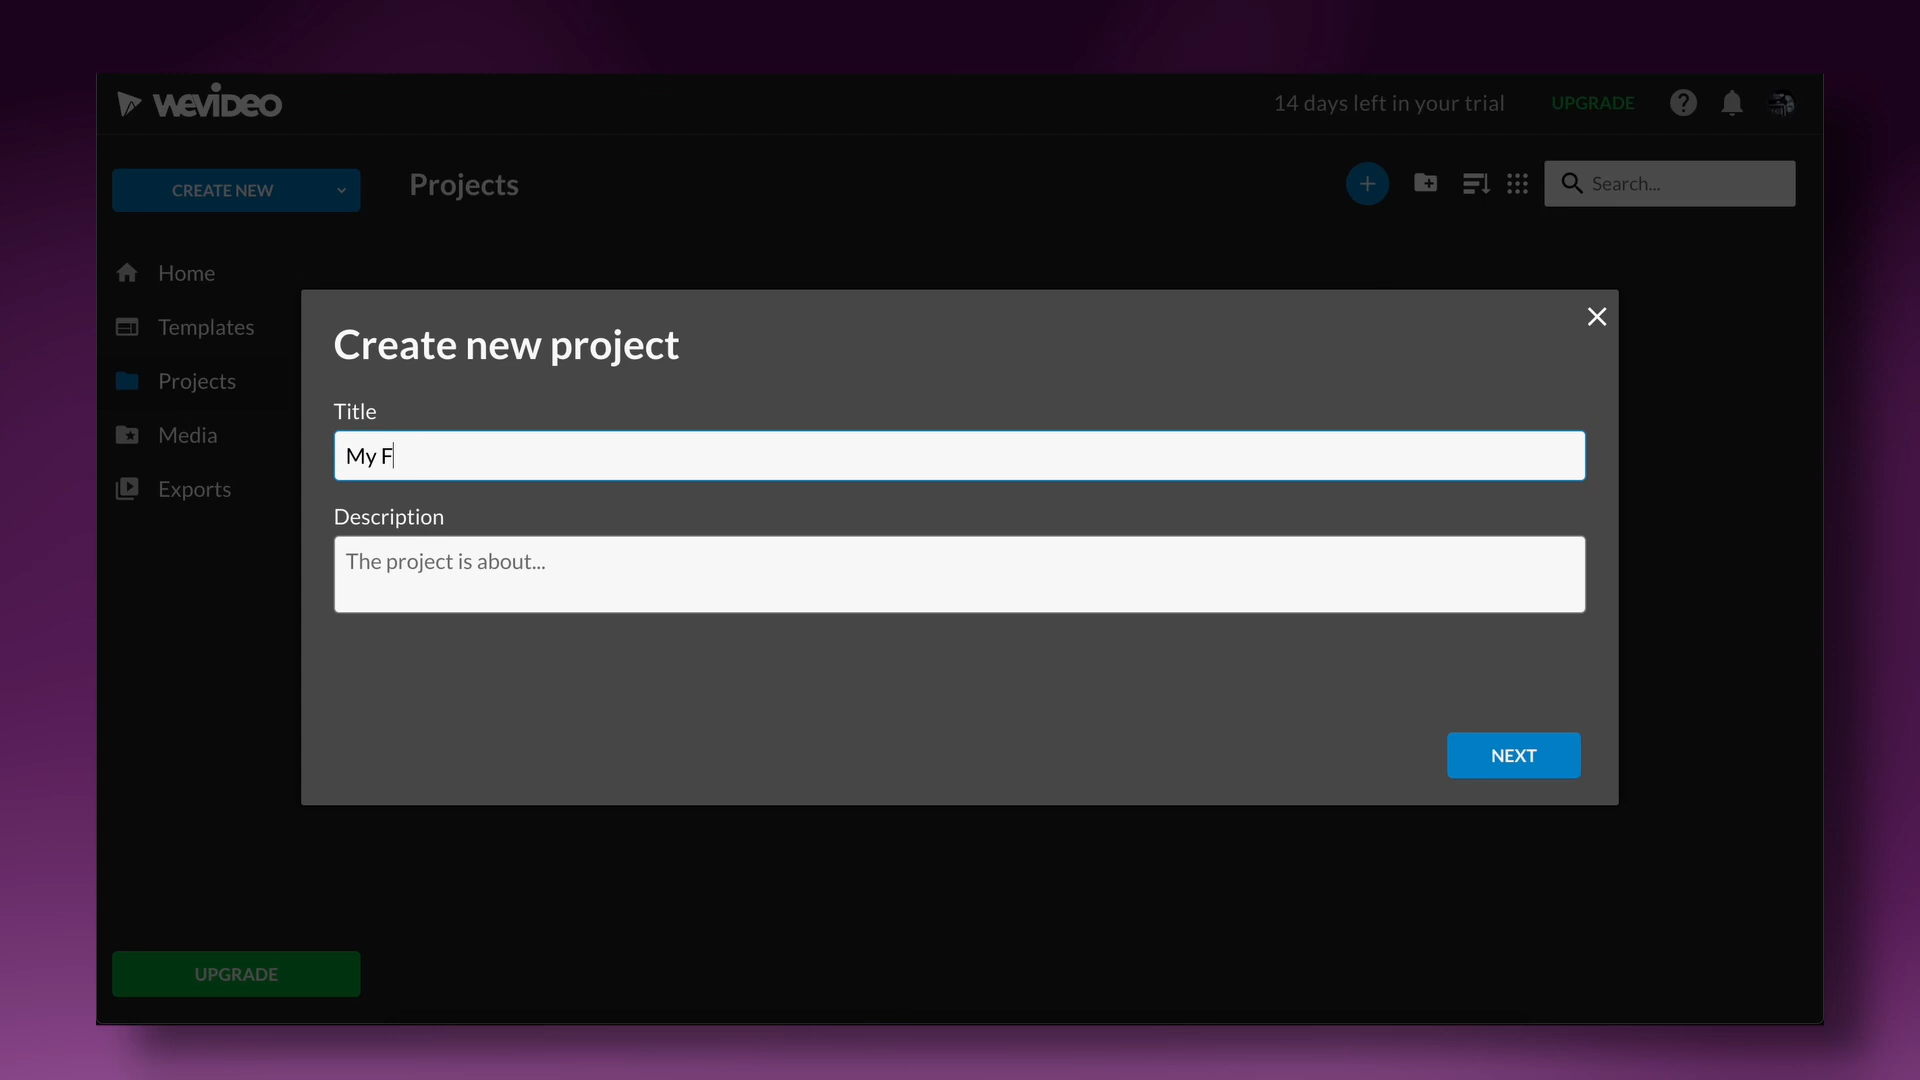 WEVIDEO
14 days left in your trial
UPGRADE
CREATE NEW
Projects
Search...
Home
Templates
Projects
Media
Exports
Create new project
Title
My F
Description
The project is about...
NEXT
UPGRADE